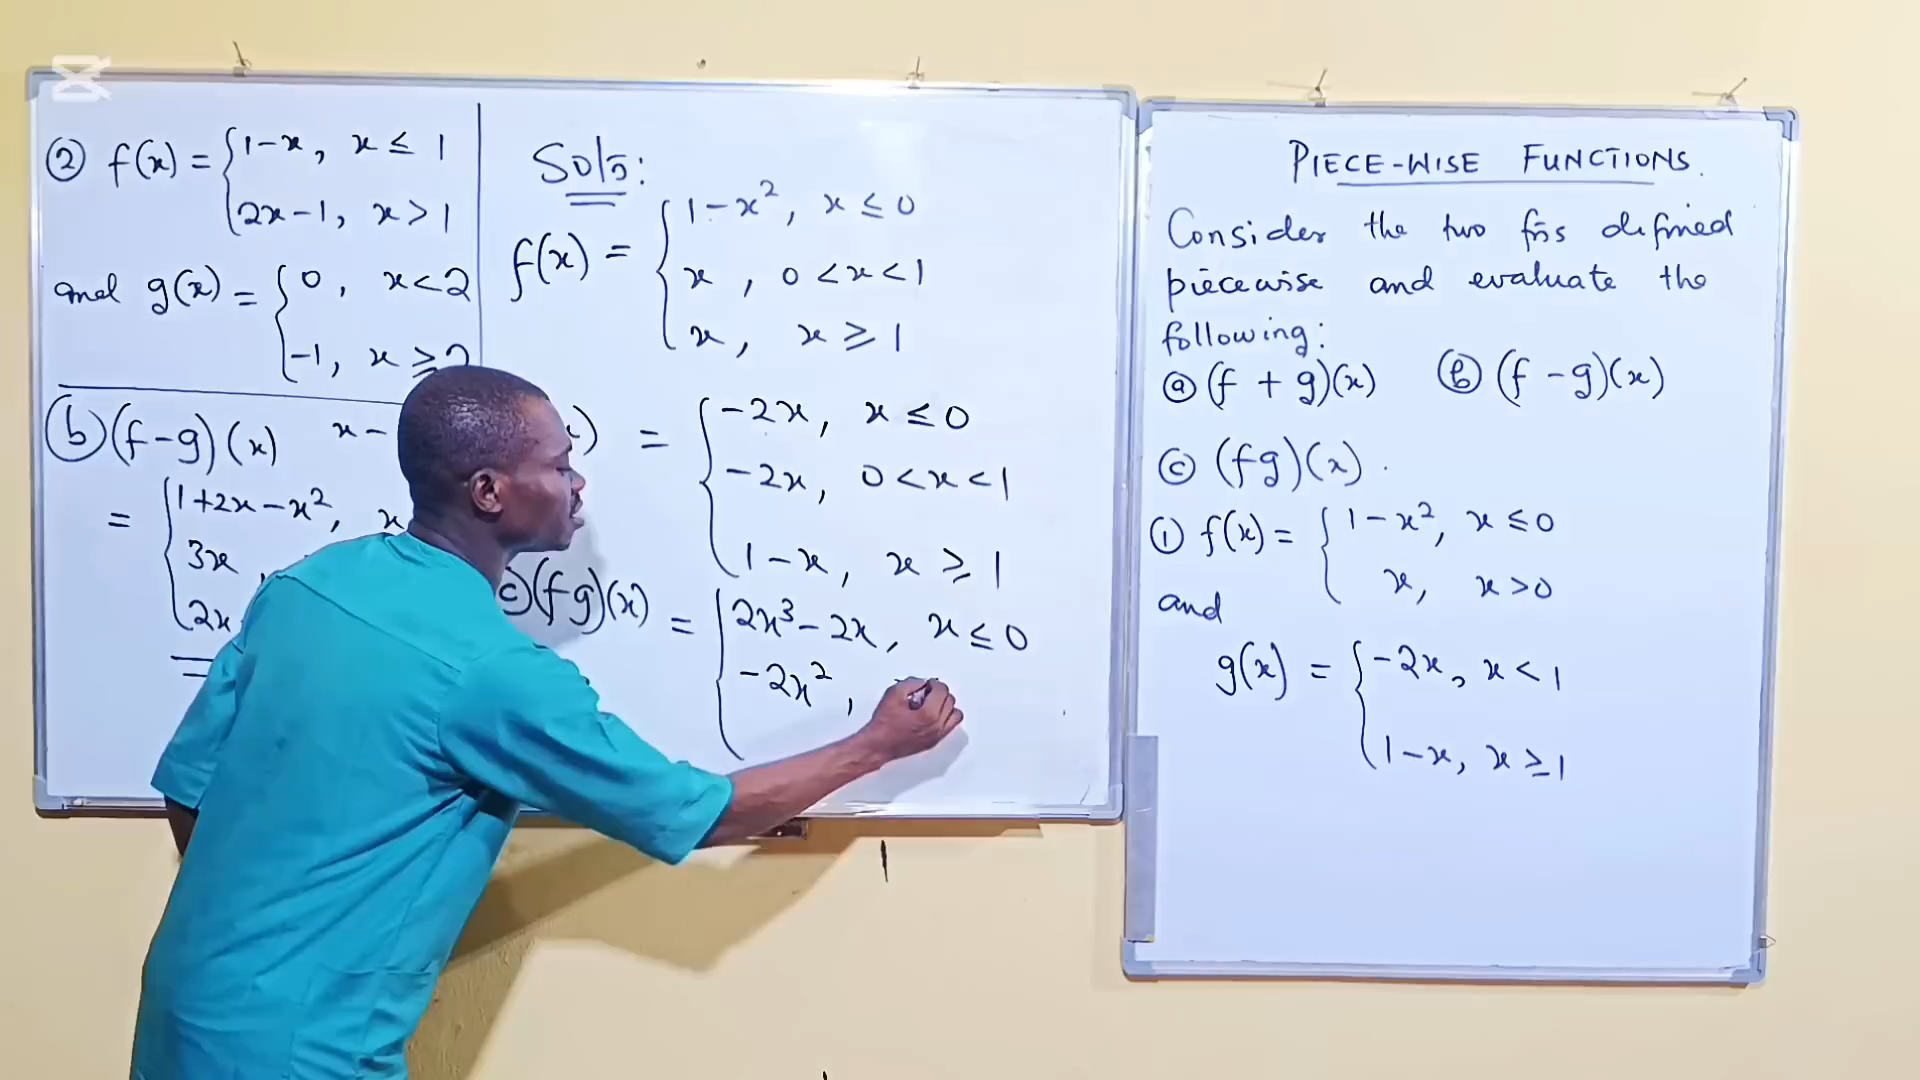 ② f(x) = { 1-x, x ≤ 1
2x-1, x > 1
and g(x) = { 0, x < 2
-1, x ≥ 2
ⓑ (f-g)(x) x-
= { 1+2x-x², x
3x,
2x
Solñ:
f(x) = { 1-x², x ≤ 0
x, 0 < x < 1
x, x ≥ 1
= { -2x, x ≤ 0
-2x, 0 < x < 1
1-x, x ≥ 1
ⓒ (fg)(x) = { 2x³-2x, x ≤ 0
-2x²,
PIECE-WISE FUNCTIONS.
Consider the two fñs defined
piecewise and evaluate the
following:
ⓐ (f + g)(x) ⓑ (f - g)(x)
ⓒ (fg)(x).
① f(x) = { 1-x², x ≤ 0
x, x > 0
and
g(x) = { -2x, x < 1
1-x, x ≥ 1